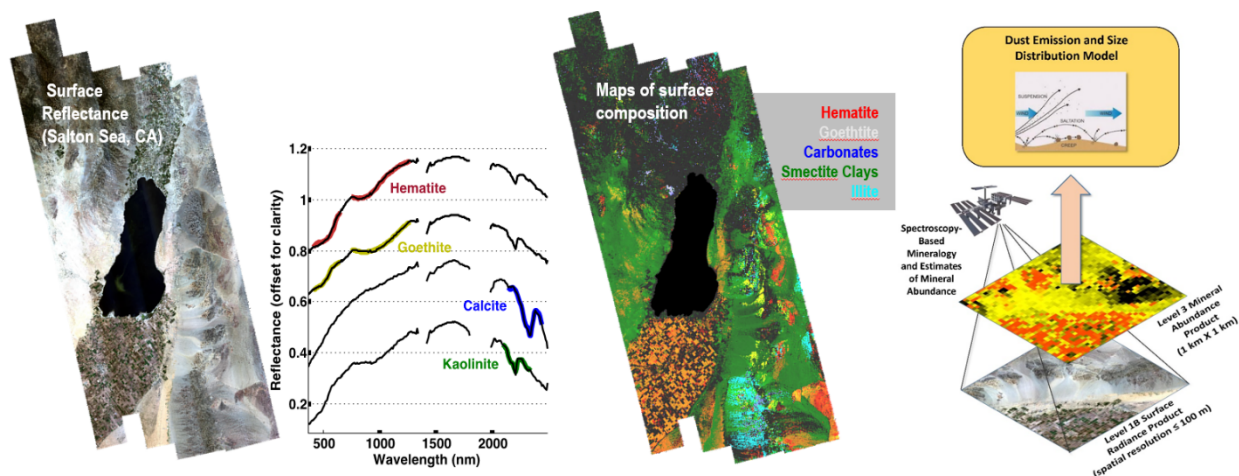 Surface
Reflectance
(Salton Sea, CA)
Reflectance (offset for clarity)
1.2
1
0.8
0.6
0.4
0.2
Hematite
Goethite
Calcite
Kaolinite
500
1000
1500
2000
Wavelength (nm)
Maps of surface
composition
Hematite
Goethtite
Carbonates
Smectite Clays
Illite
Dust Emission and Size
Distribution Model
SUSPENSION
SALTATION
CREEP
Spectroscopy-
Based
Mineralogy
and Estimates
of Mineral
Abundance
Level 3 Mineral
Abundance
Product
(1 km X 1 km)
Level 1B Surface
Radiance Product
(spatial resolution ≤ 100 m)